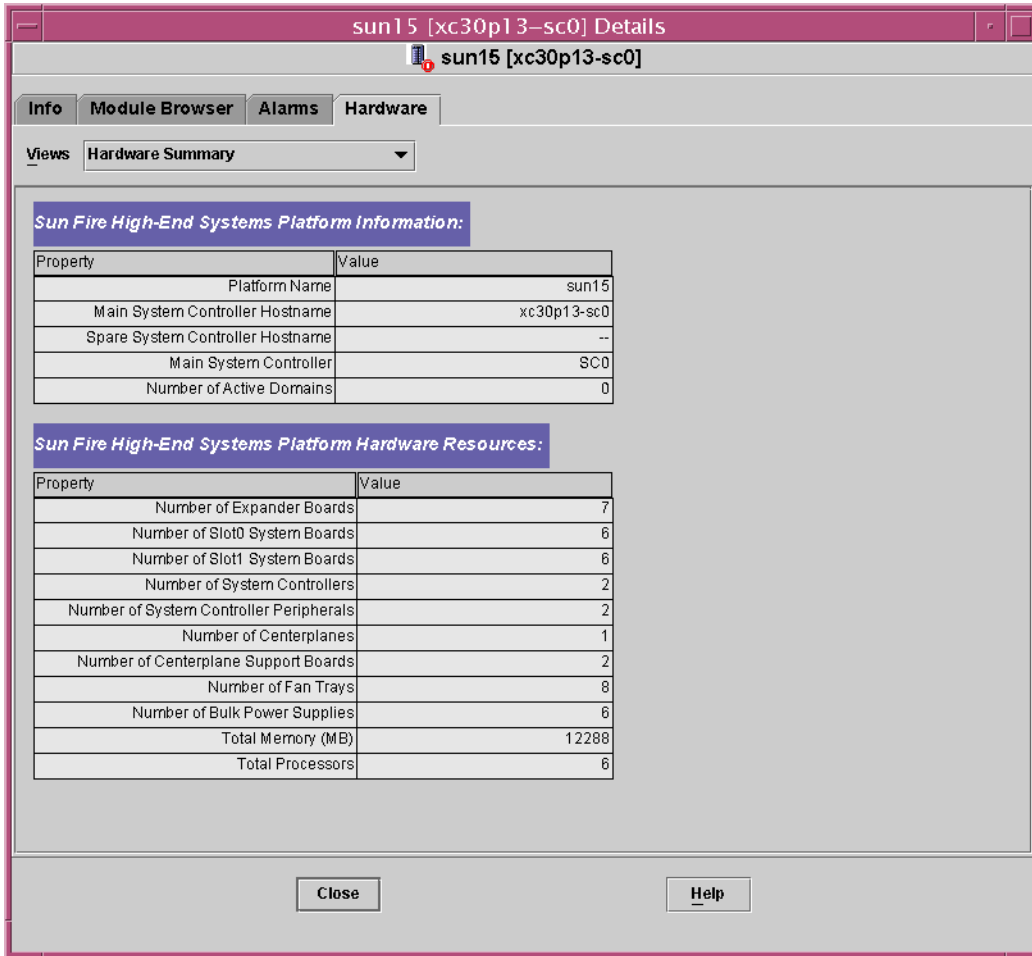 sun15 [xc30p13-sc0] Details
sun15 [xc30p13-sc0]
Info Module Browser Alarms Hardware
Views Hardware Summary
Sun Fire High-End Systems Platform Information:
Property Value
Platform Name sun15
Main System Controller Hostname xc30p13-sc0
Spare System Controller Hostname --
Main System Controller SC0
Number of Active Domains 0
Sun Fire High-End Systems Platform Hardware Resources:
Property Value
Number of Expander Boards 7
Number of Slot0 System Boards 6
Number of Slot1 System Boards 6
Number of System Controllers 2
Number of System Controller Peripherals 2
Number of Centerplanes 1
Number of Centerplane Support Boards 2
Number of Fan Trays 8
Number of Bulk Power Supplies 6
Total Memory (MB) 12288
Total Processors 6
Close Help